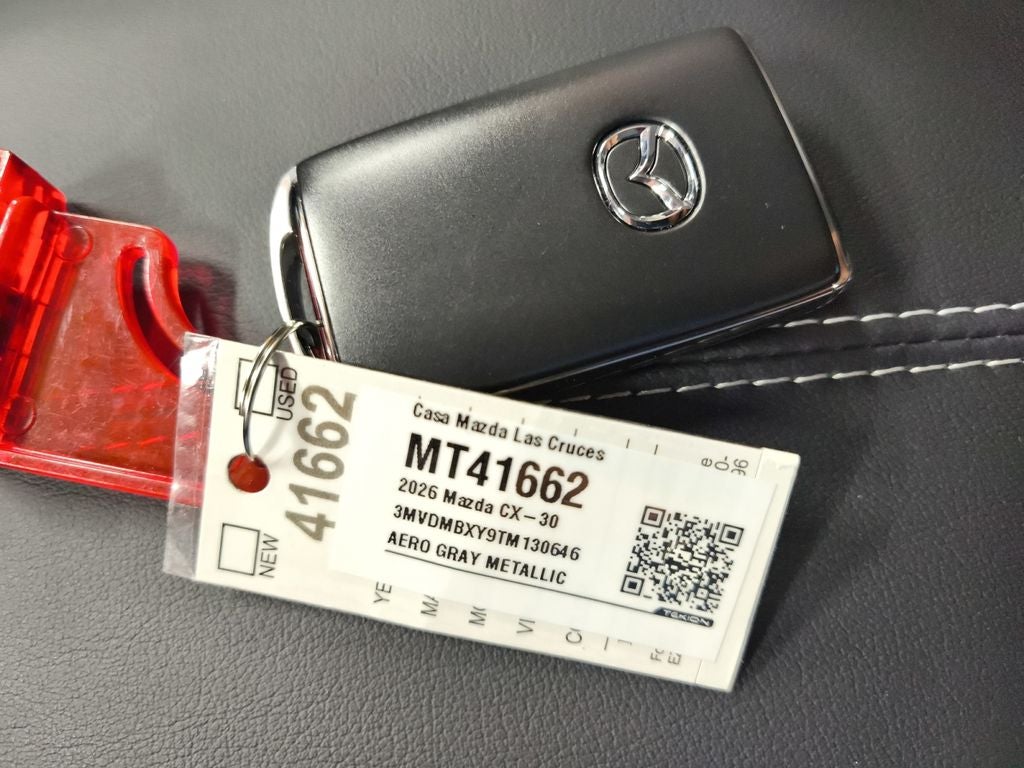 USED
41662
NEW
Casa Mazda Las Cruces
MT41662
2026 Mazda CX-30
3MVDMBXY9TM130646
AERO GRAY METALLIC
TEKION